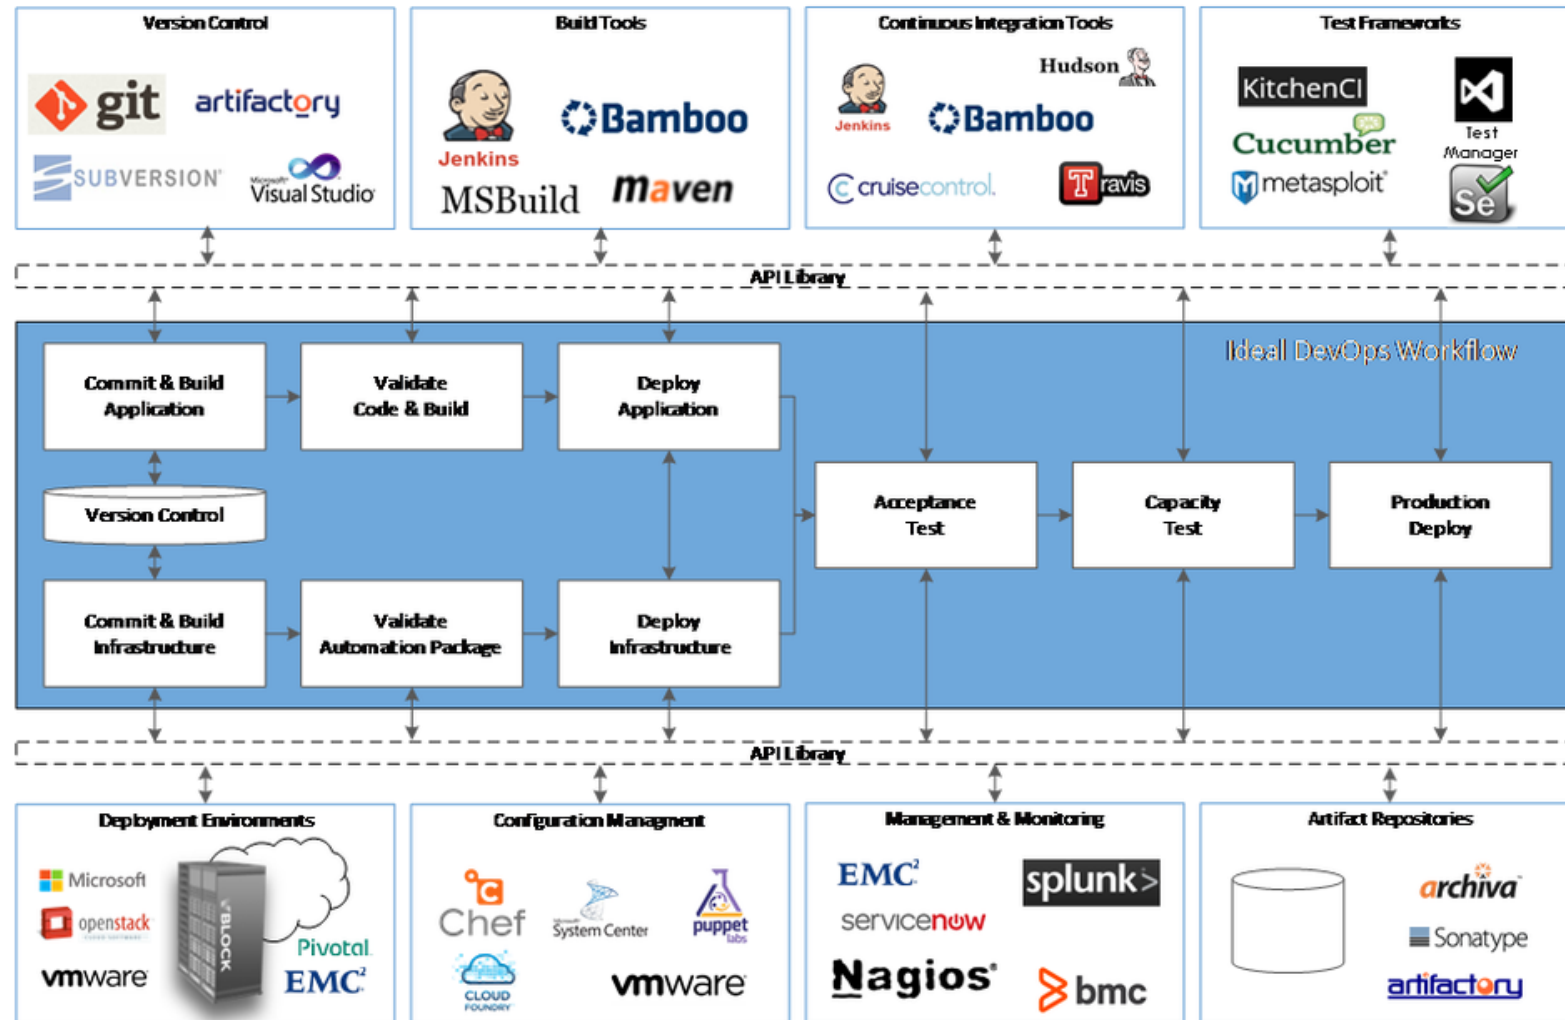 Version Control
git
artifactory
SUBVERSION
Microsoft
Visual Studio
Build Tools
Jenkins
Bamboo
MSBuild
maven
Continuous Integration Tools
Hudson
Jenkins
Bamboo
cruisecontrol.
Travis
Test Frameworks
KitchenCI
Test
Manager
Cucumber
metasploit
Se
API Library
Ideal DevOps Workflow
Commit & Build
Application
Validate
Code & Build
Deploy
Application
Version Control
Acceptance
Test
Capacity
Test
Production
Deploy
Commit & Build
Infrastructure
Validate
Automation Package
Deploy
Infrastructure
API Library
Deployment Environments
Microsoft
openstack
CLOUD SOFTWARE
vmware
VBLOCK
Pivotal
EMC²
Configuration Managment
Chef
Microsoft
System Center
puppet
labs
CLOUD
FOUNDRY
vmware
Management & Monitoring
EMC²
splunk>
servicenow
Nagios®
bmc
Artifact Repositories
archiva
Sonatype
artifactory